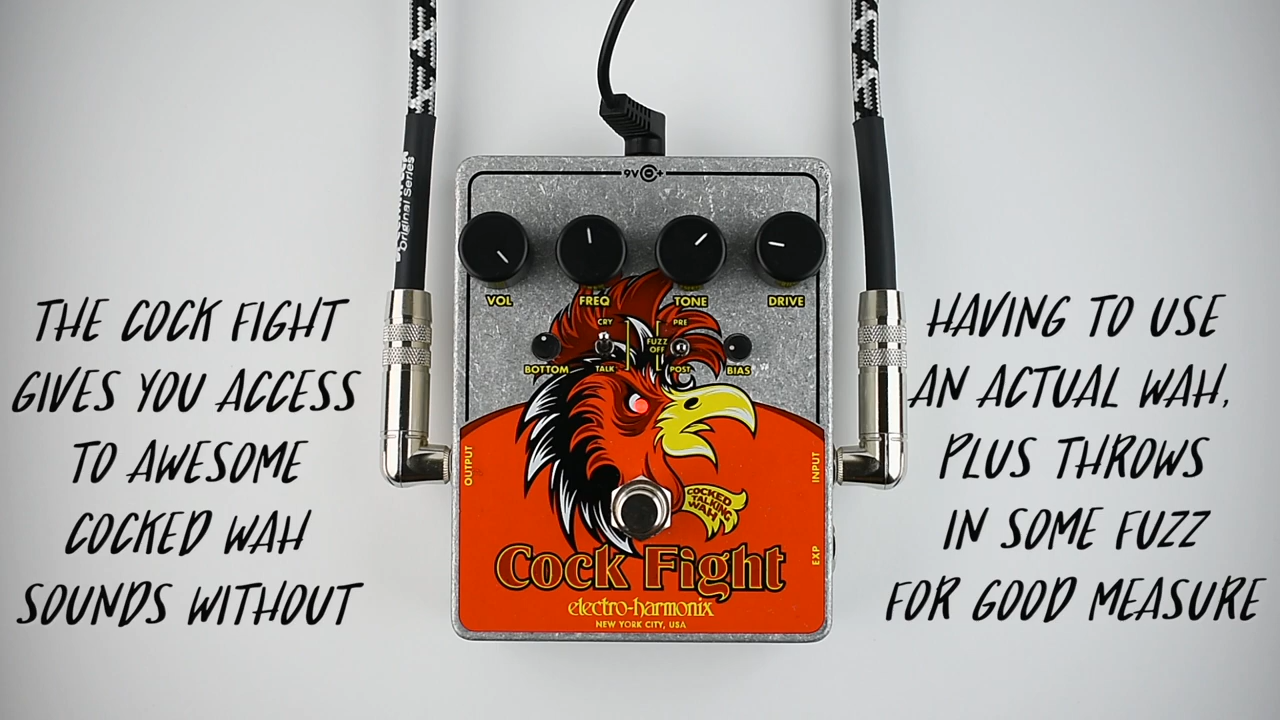 THE COCK FIGHT
GIVES YOU ACCESS
TO AWESOME
COCKED WAH
SOUNDS WITHOUT
HAVING TO USE
AN ACTUAL WAH,
PLUS THROWS
IN SOME FUZZ
FOR GOOD MEASURE
Original Series
9V
VOL
FREQ
TONE
DRIVE
CRY
PRE
FUZZ
OFF
BOTTOM
TALK
POST
BIAS
OUTPUT
INPUT
COCKED
TALKING
WAH
EXP
Cock Fight
electro-harmonix
NEW YORK CITY, USA